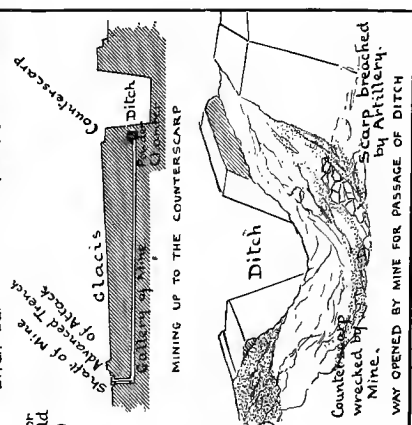 Counterscarp
Glacis
Ditch
Powder
Chamber
Shaft of Mine
Advanced Trench
of Attack
Gallery of Mine
MINING UP TO THE COUNTERSCARP
Ditch
Counterscarp
wrecked by
Mine.
Scarp breached
by Artillery.
WAY OPENED BY MINE FOR PASSAGE OF DITCH